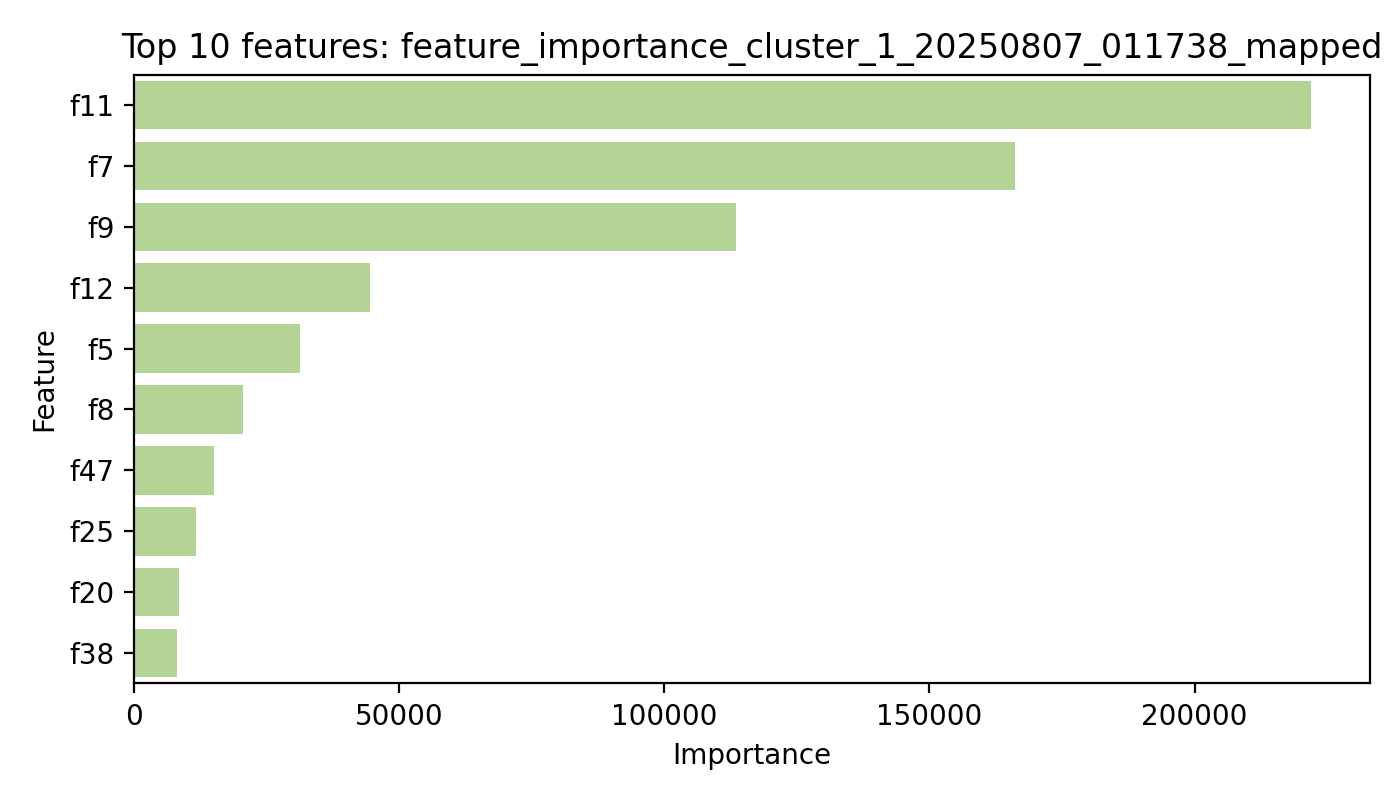 Top 10 features: feature_importance_cluster_1_20250807_011738_mapped
f11
f7
f9
f12
f5
f8
f47
f25
f20
f38
Feature
0 50000 100000 150000 200000
Importance